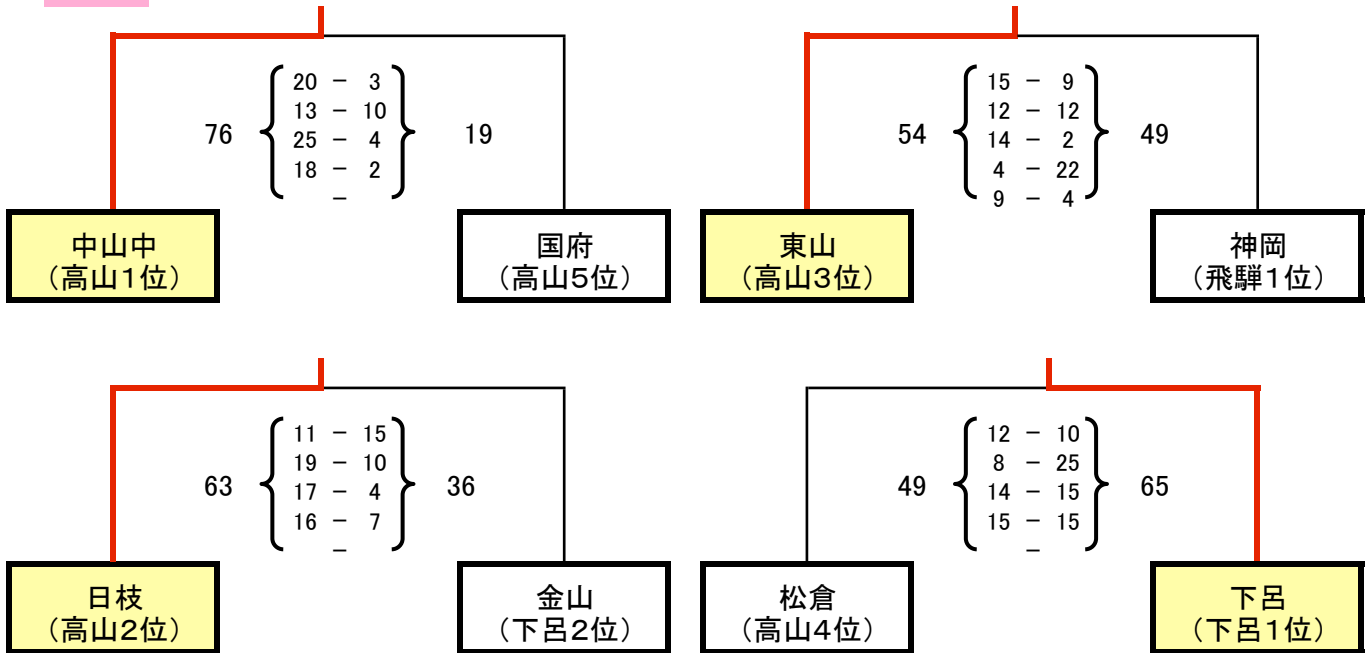 20 － 3
13 － 10
76 25 － 4 19
18 － 2
－
中山中
（高山１位）
国府
（高山５位）
15 － 9
12 － 12
54 14 － 2 49
4 － 22
9 － 4
東山
（高山３位）
神岡
（飛騨１位）
11 － 15
19 － 10
63 17 － 4 36
16 － 7
－
日枝
（高山２位）
金山
（下呂２位）
12 － 10
8 － 25
49 14 － 15 65
15 － 15
－
松倉
（高山４位）
下呂
（下呂１位）